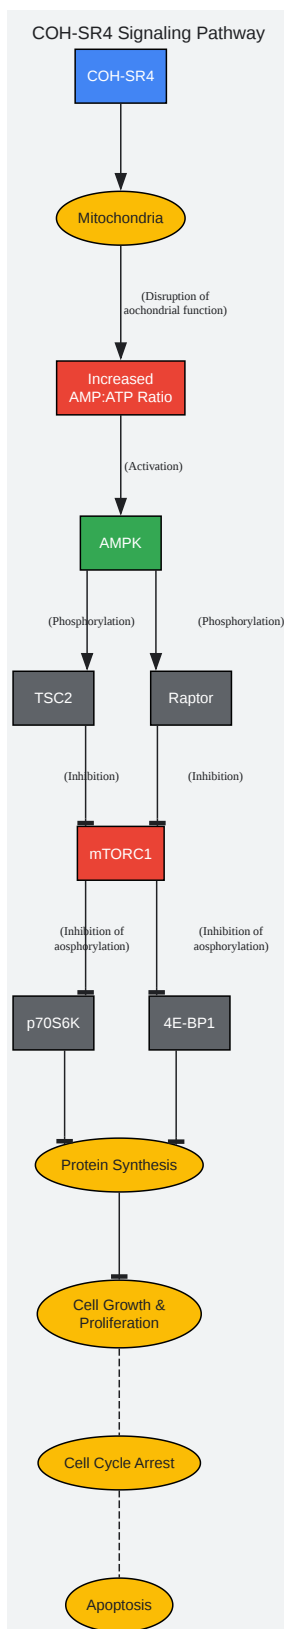 COH-SR4 Signaling Pathway
COH-SR4
Mitochondria
(Disruption of
aochondrial function)
Increased
AMP:ATP Ratio
(Activation)
AMPK
(Phosphorylation)
(Phosphorylation)
TSC2
Raptor
(Inhibition)
(Inhibition)
mTORC1
(Inhibition of
aosphorylation)
(Inhibition of
aosphorylation)
p70S6K
4E-BP1
Protein Synthesis
Cell Growth &
Proliferation
Cell Cycle Arrest
Apoptosis